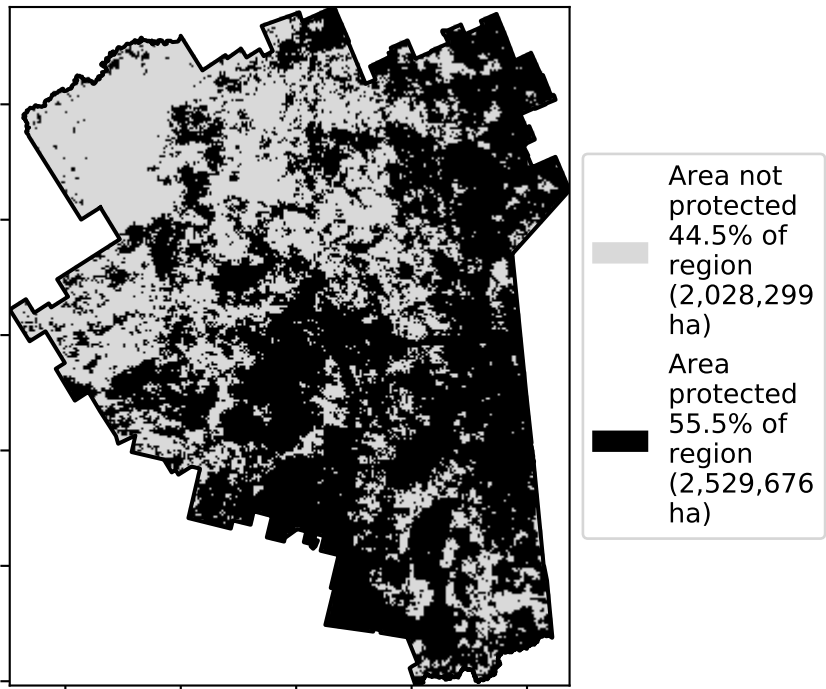 Area not
protected
44.5% of
region
(2,028,299
ha)
Area
protected
55.5% of
region
(2,529,676
ha)